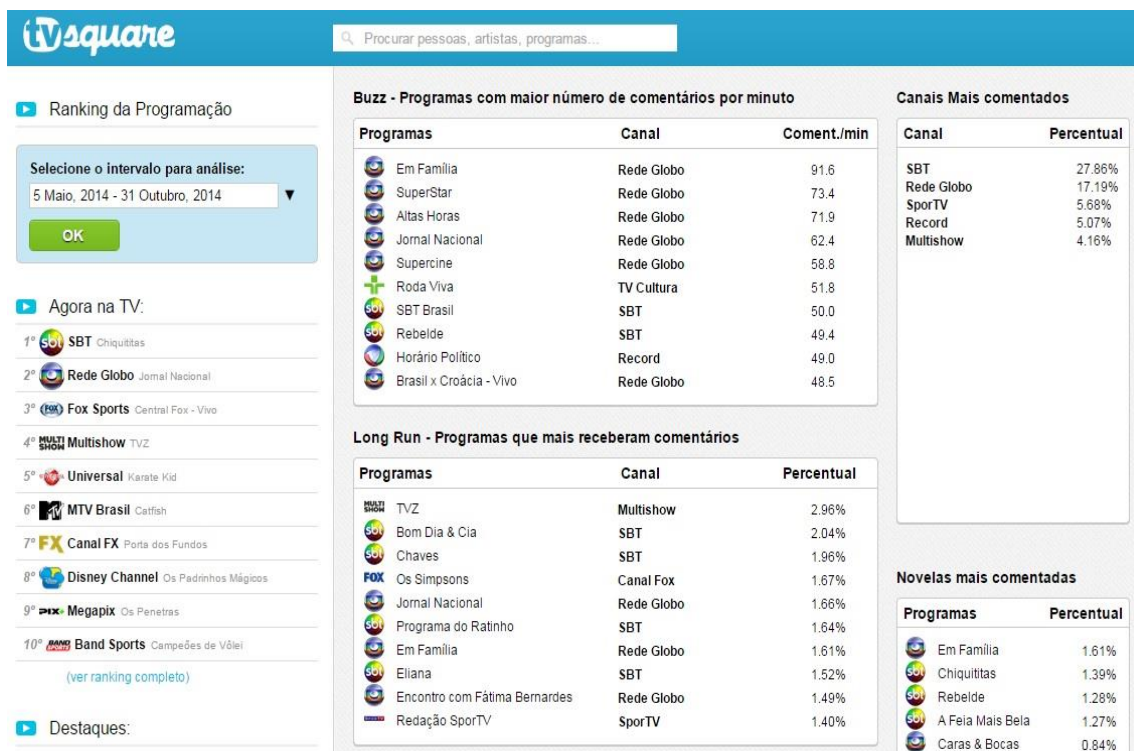 tvsquare
Procurar pessoas, artistas, programas...
Ranking da Programação
Selecione o intervalo para análise:
5 Maio, 2014 - 31 Outubro, 2014 ▼
OK
Agora na TV:
1º SBT Chiquititas
2º Rede Globo Jornal Nacional
3º FOX Fox Sports Central Fox - Vivo
4º MULTI SHOW Multishow TVZ
5º Universal Karate Kid
6º MTV Brasil Catfish
7º FX Canal FX Porta dos Fundos
8º Disney Channel Os Padrinhos Mágicos
9º PIX+ Megapix Os Penetras
10º BAND SPORTS Band Sports Campeões de Vôlei
(ver ranking completo)
Destaques:
Buzz - Programas com maior número de comentários por minuto
Programas Canal Coment./min
Em Família Rede Globo 91.6
SuperStar Rede Globo 73.4
Altas Horas Rede Globo 71.9
Jornal Nacional Rede Globo 62.4
Supercine Rede Globo 58.8
Roda Viva TV Cultura 51.8
SBT Brasil SBT 50.0
Rebelde SBT 49.4
Horário Político Record 49.0
Brasil x Croácia - Vivo Rede Globo 48.5
Long Run - Programas que mais receberam comentários
Programas Canal Percentual
MULTI SHOW TVZ Multishow 2.96%
Bom Dia & Cia SBT 2.04%
Chaves SBT 1.96%
FOX Os Simpsons Canal Fox 1.67%
Jornal Nacional Rede Globo 1.66%
Programa do Ratinho SBT 1.64%
Em Família Rede Globo 1.61%
Eliana SBT 1.52%
Encontro com Fátima Bernardes Rede Globo 1.49%
Redação SporTV SporTV 1.40%
Canais Mais comentados
Canal Percentual
SBT 27.86%
Rede Globo 17.19%
SporTV 5.68%
Record 5.07%
Multishow 4.16%
Novelas mais comentadas
Programas Percentual
Em Família 1.61%
Chiquititas 1.39%
Rebelde 1.28%
A Feia Mais Bela 1.27%
Caras & Bocas 0.84%